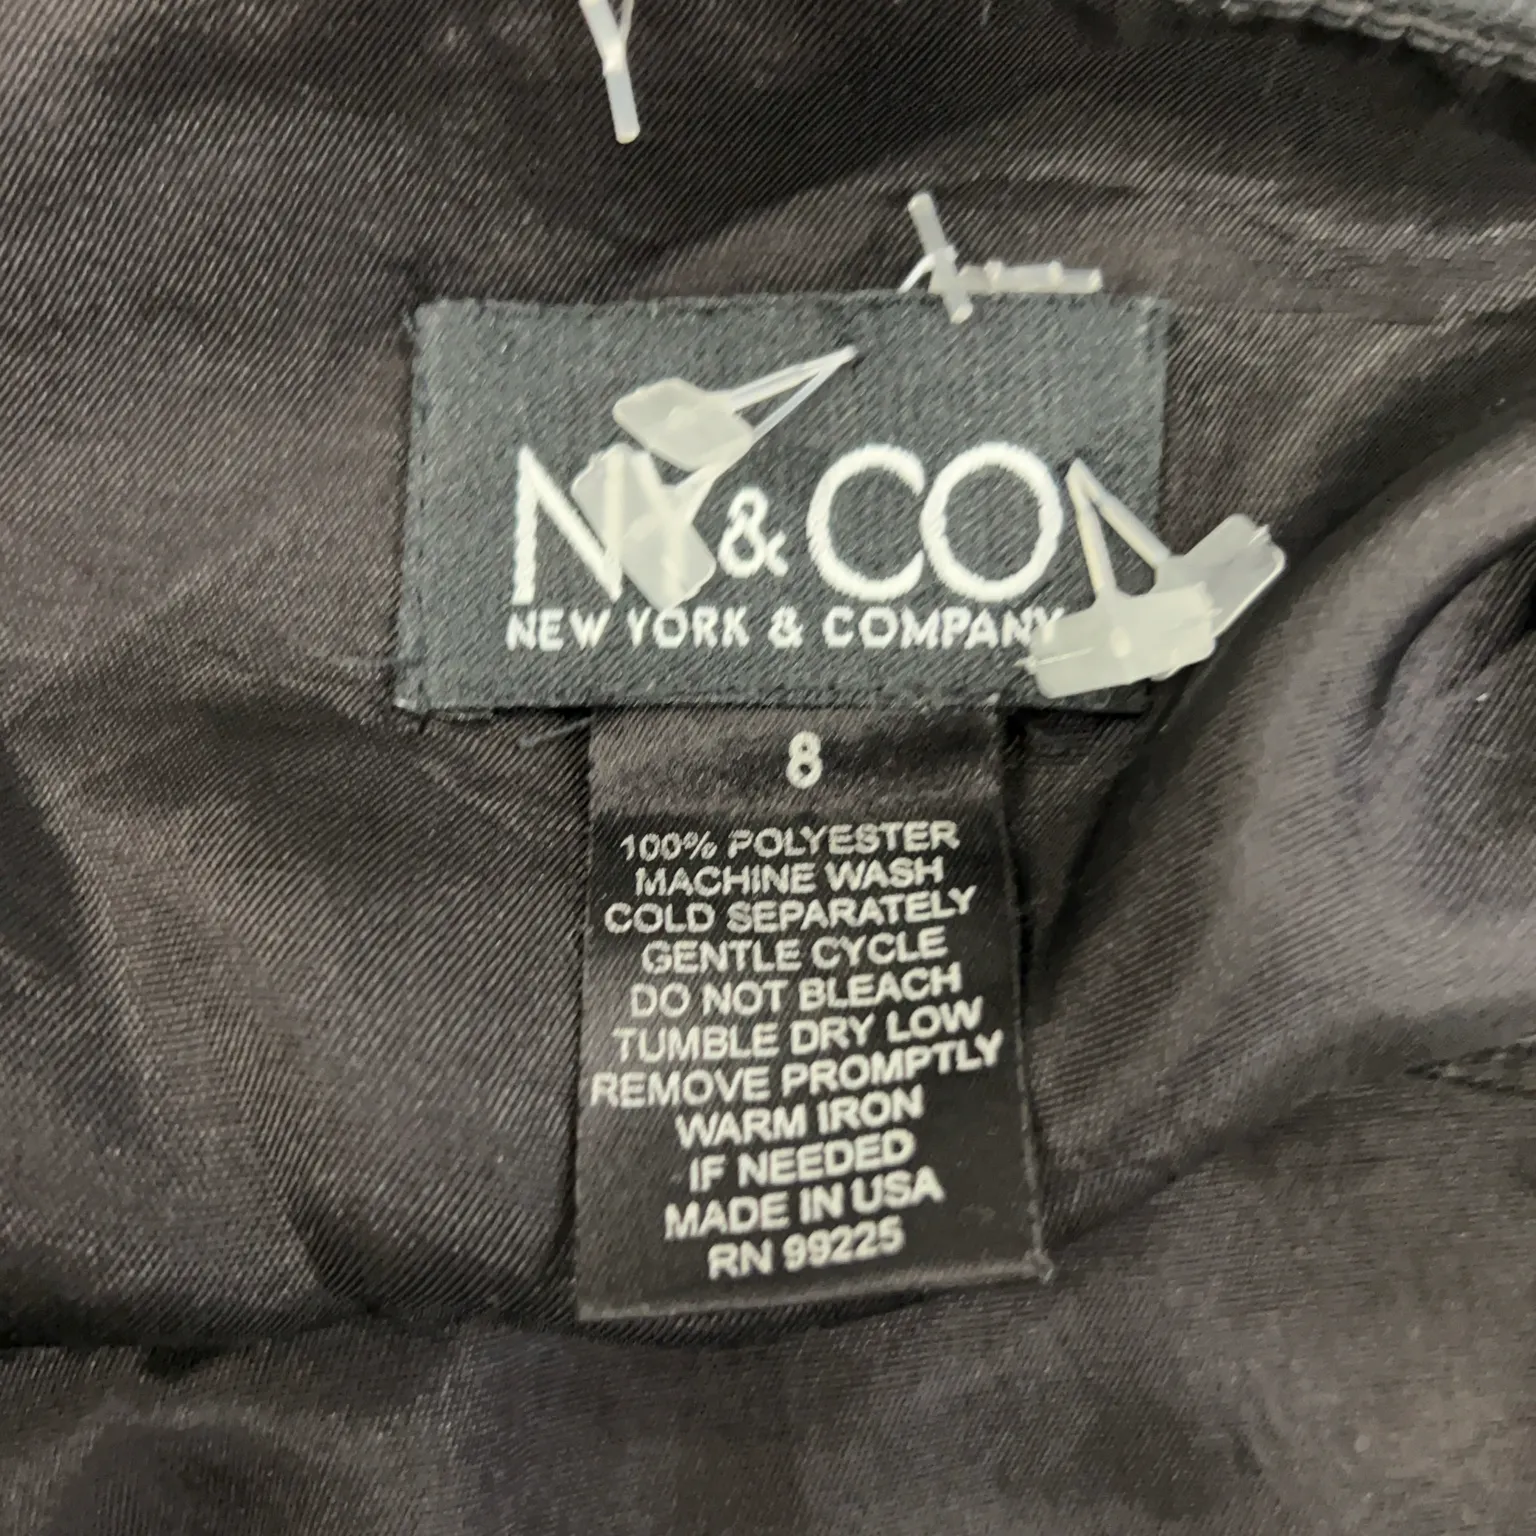 NY & CO
NEW YORK & COMPANY
8
100% POLYESTER
MACHINE WASH
COLD SEPARATELY
GENTLE CYCLE
DO NOT BLEACH
TUMBLE DRY LOW
REMOVE PROMPTLY
WARM IRON
IF NEEDED
MADE IN USA
RN 99225